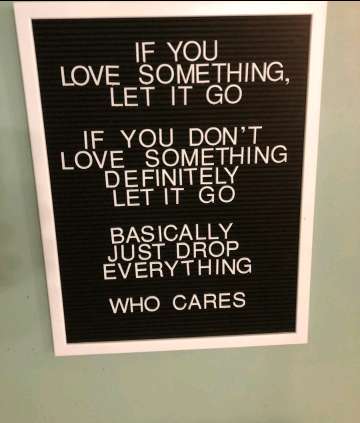 IF YOU
LOVE SOMETHING,
LET IT GO
IF YOU DON'T
LOVE SOMETHING
DEFINITELY
LET IT GO
BASICALLY
JUST DROP
EVERYTHING
WHO CARES